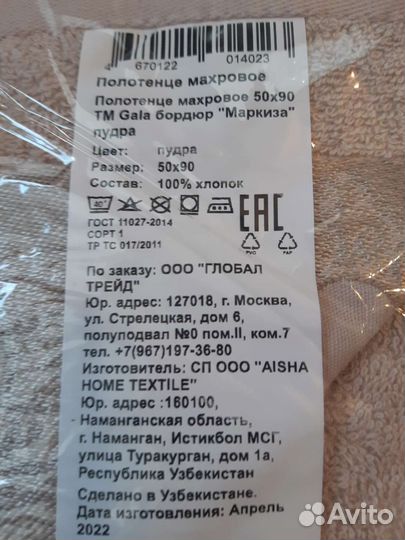 4 670122 014023
Полотенце махровое
Полотенце махровое 50х90
ТМ Gala бордюр "Маркиза"
пудра
Цвет: пудра
Размер: 50х90
Состав: 100% хлопок
40°
EAC
ГОСТ 11027-2014
СОРТ 1
ТР ТС 017/2011
PVC PAP
По заказу: ООО "ГЛОБАЛ
ТРЕЙД"
Юр. адрес: 127018, г. Москва,
ул. Стрелецкая, дом 6,
полуподвал №0 пом.II, ком.7
тел. +7(967)197-36-80
Изготовитель: СП ООО "AISHA
HOME TEXTILE"
Юр. адрес :160100,
Наманганская область,
г. Наманган, Истикбол МСГ,
улица Туракурган, дом 1а,
Республика Узбекистан
Сделано в Узбекистане.
Дата изготовления: Апрель
2022
Avito